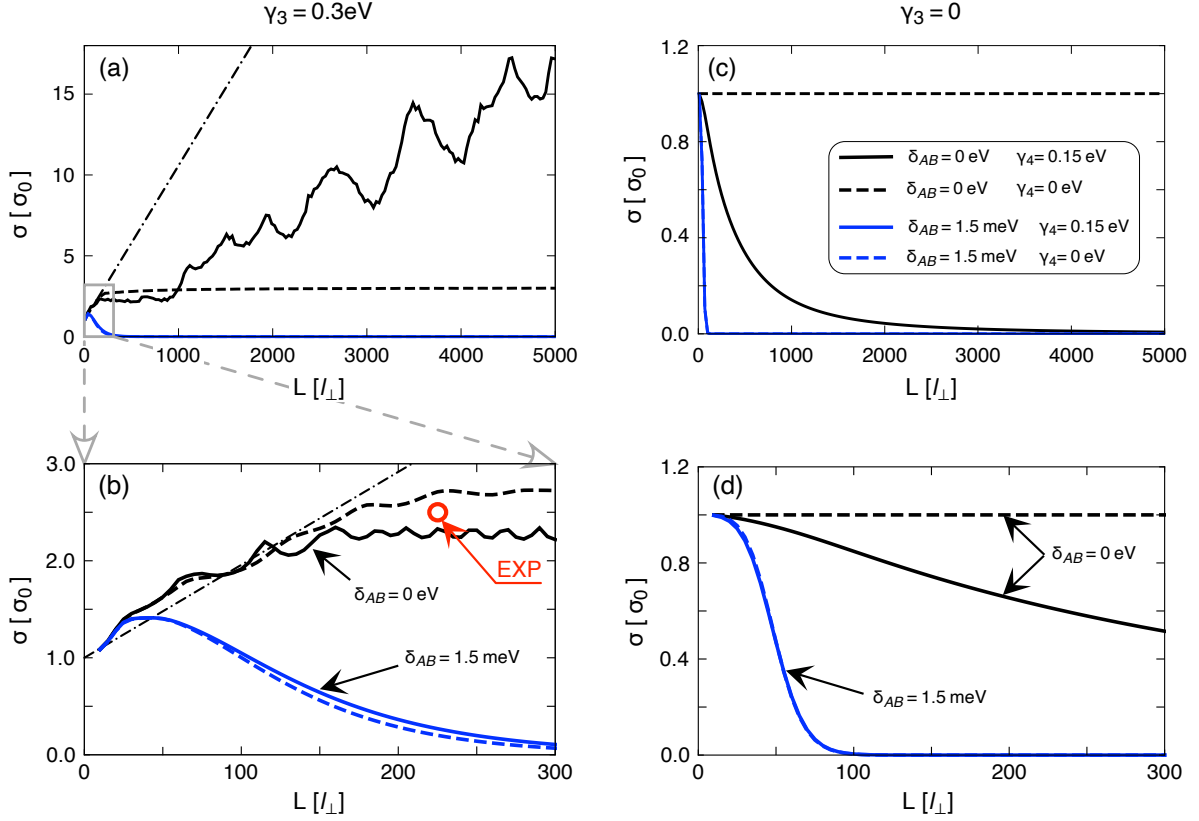 γ3 = 0.3eV
γ3 = 0
(a)
σ [ σ0]
15
10
5
0
0 1000 2000 3000 4000 5000
L [l⊥]
(c)
σ [ σ0]
1.2
0.8
0.4
0.0
δAB = 0 eV γ4 = 0.15 eV
δAB = 0 eV γ4 = 0 eV
δAB = 1.5 meV γ4 = 0.15 eV
δAB = 1.5 meV γ4 = 0 eV
0 1000 2000 3000 4000 5000
L [l⊥]
(b)
σ [ σ0]
3.0
2.0
1.0
0.0
EXP
δAB = 0 eV
δAB = 1.5 meV
0 100 200 300
L [l⊥]
(d)
σ [ σ0]
1.2
0.8
0.4
0.0
δAB = 0 eV
δAB = 1.5 meV
0 100 200 300
L [l⊥]